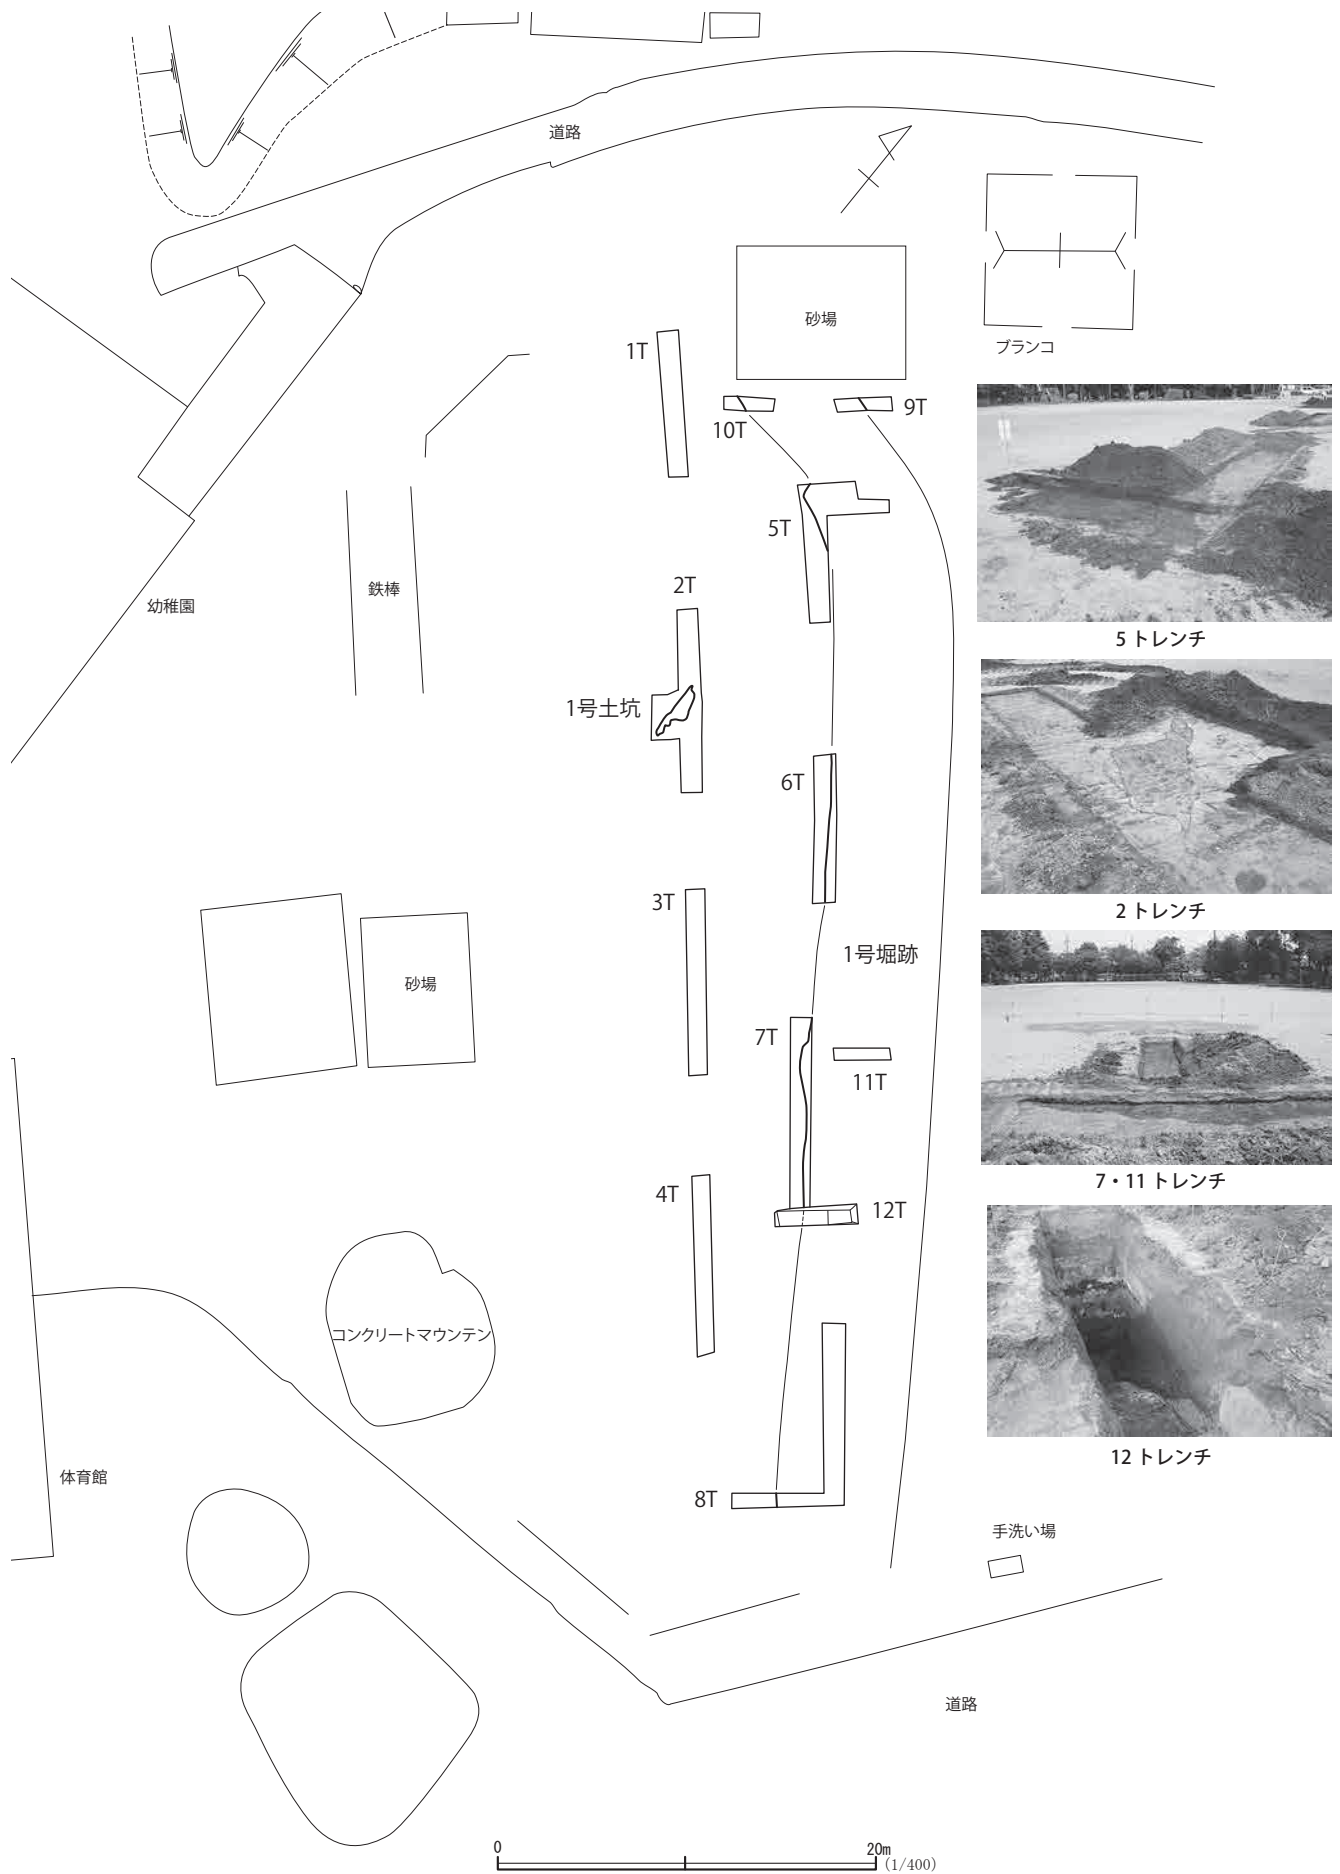 道路
砂場
ブランコ
1T
10T
9T
5T
5 トレンチ
2T
鉄棒
幼稚園
1号土坑
6T
2 トレンチ
3T
1号堀跡
砂場
7T
11T
7・11 トレンチ
4T
12T
コンクリートマウンテン
12 トレンチ
体育館
8T
手洗い場
道路
0 20m
(1/400)